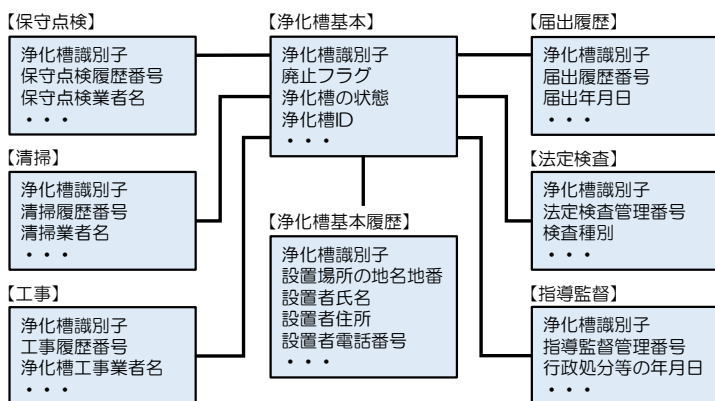 【保守点検】
浄化槽識別子
保守点検履歴番号
保守点検業者名
・・・
【清掃】
浄化槽識別子
清掃履歴番号
清掃業者名
・・・
【工事】
浄化槽識別子
工事履歴番号
浄化槽工事業者名
・・・
【浄化槽基本】
浄化槽識別子
廃止フラグ
浄化槽の状態
浄化槽ID
・・・
【浄化槽基本履歴】
浄化槽識別子
設置場所の地名地番
設置者氏名
設置者住所
設置者電話番号
・・・
【届出履歴】
浄化槽識別子
届出履歴番号
届出年月日
・・・
【法定検査】
浄化槽識別子
法定検査管理番号
検査種別
・・・
【指導監督】
浄化槽識別子
指導監督管理番号
行政処分等の年月日
・・・